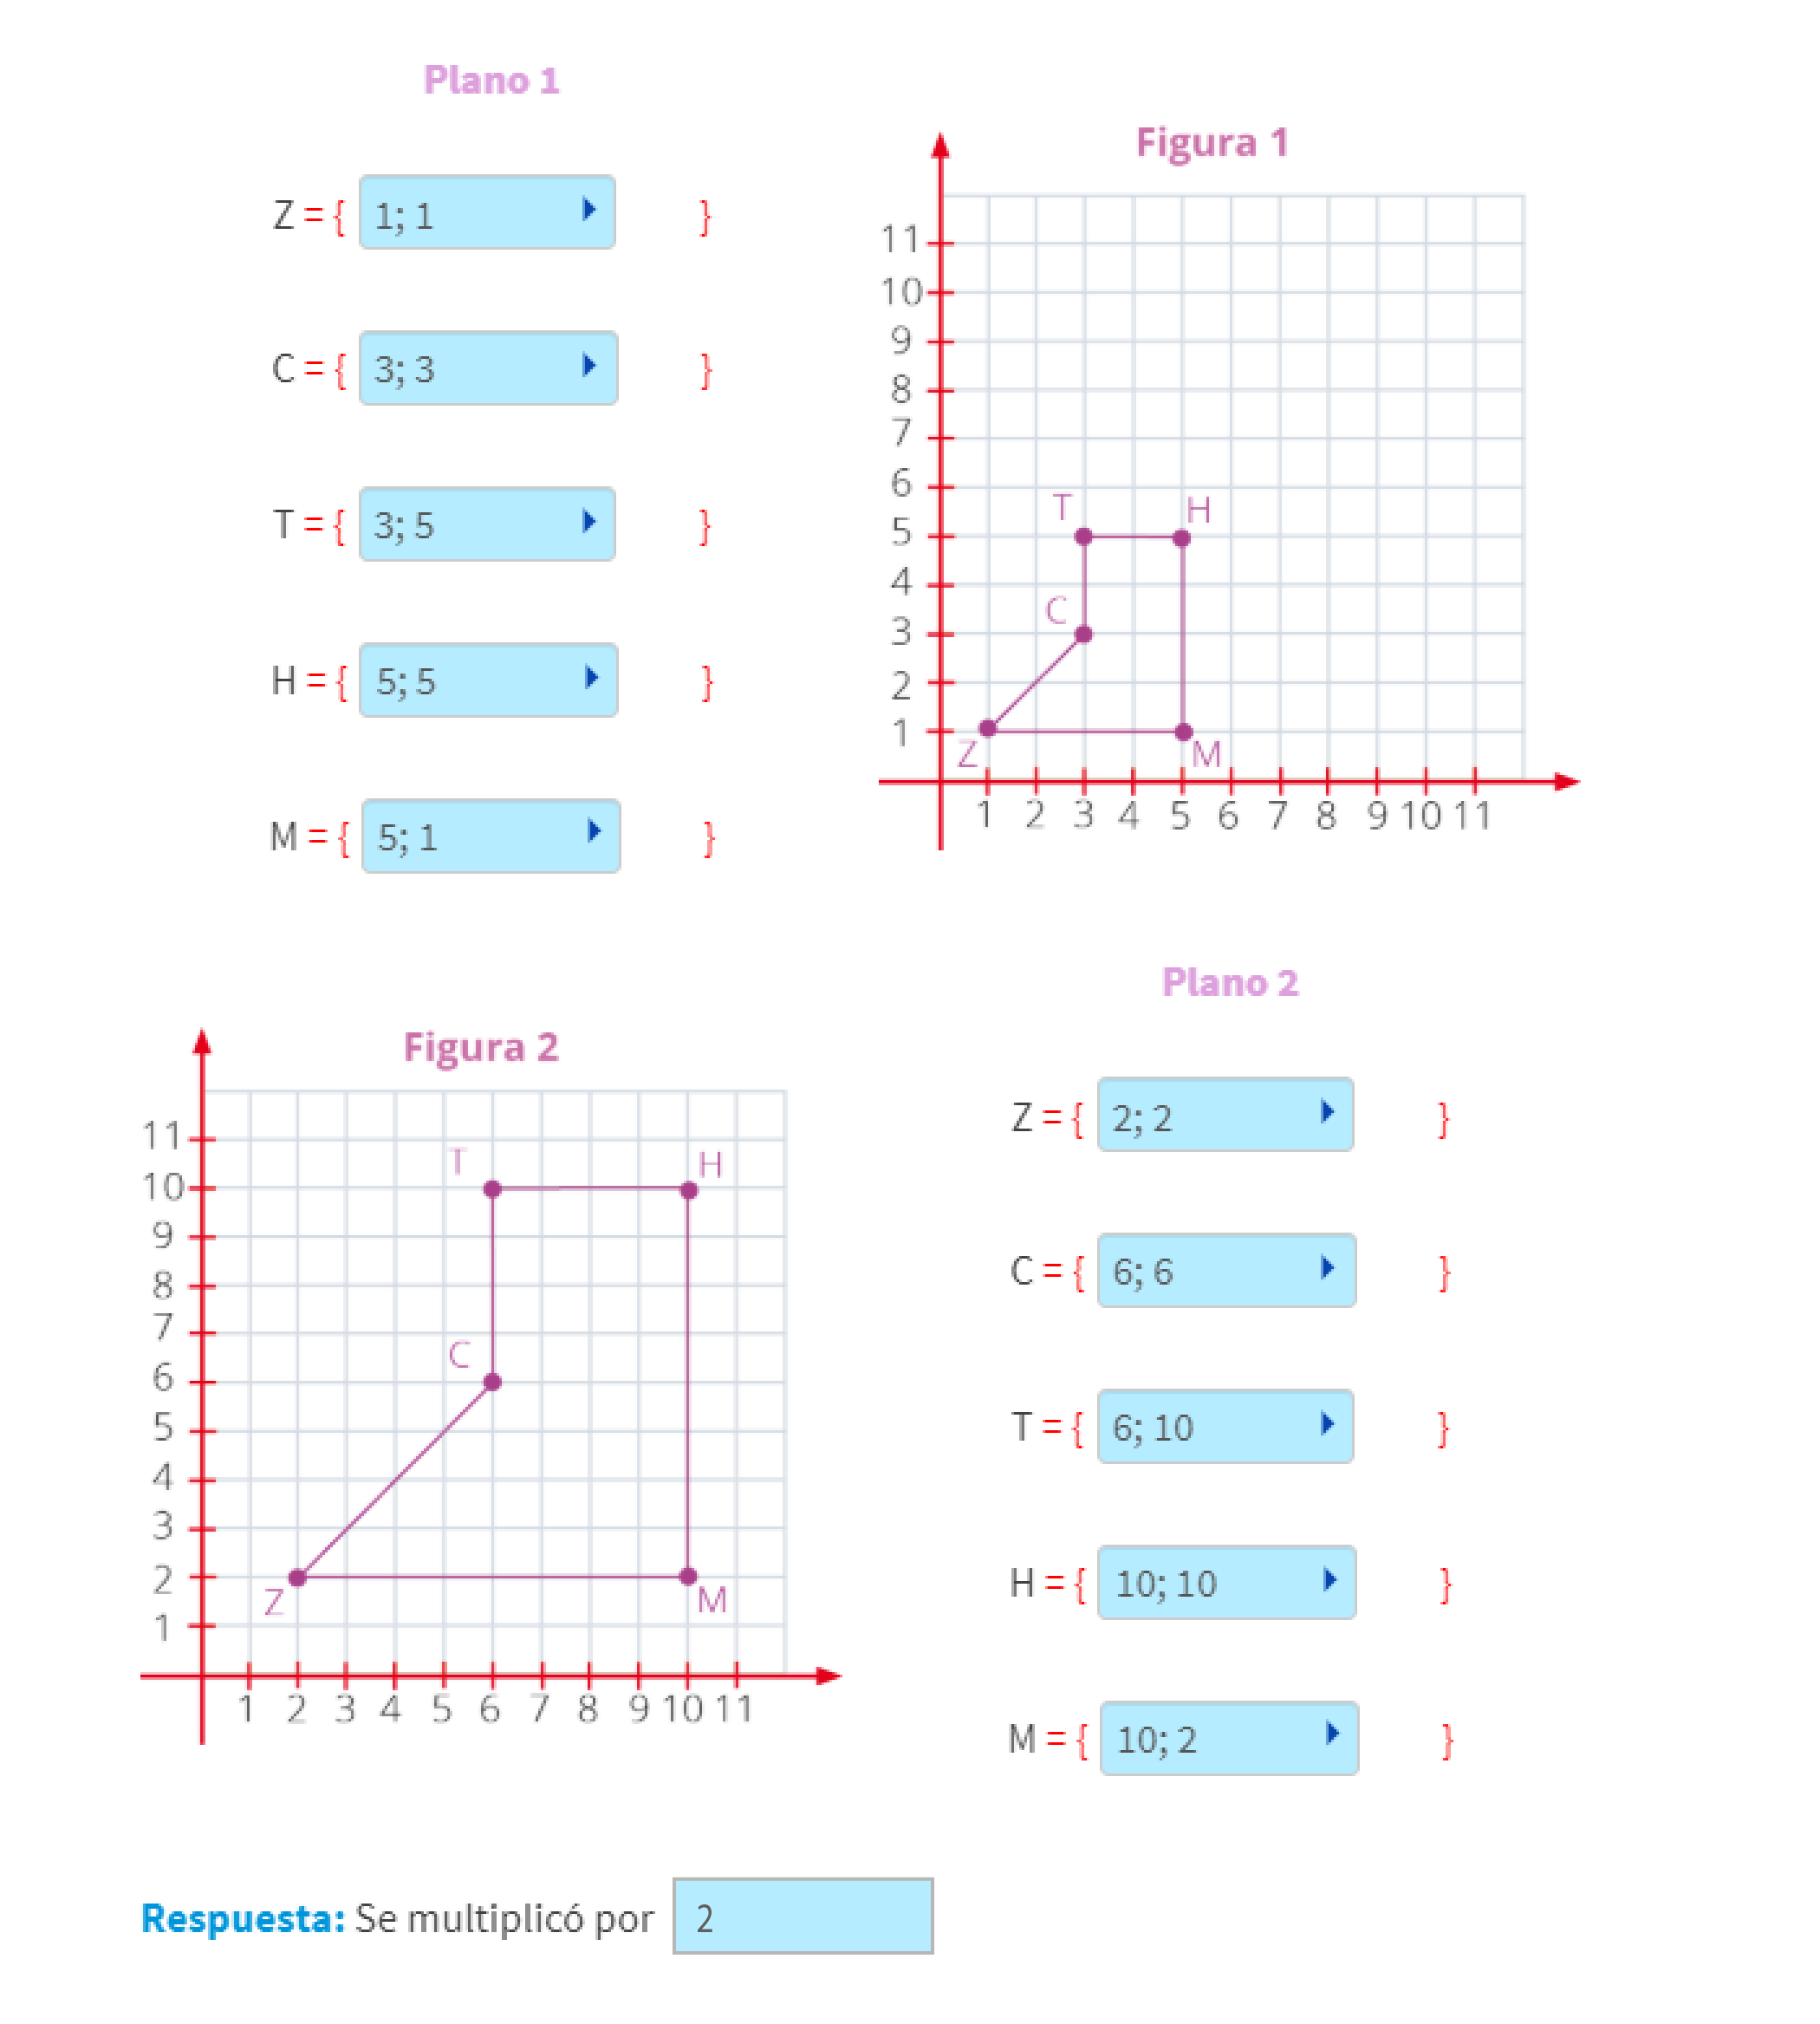 Plano 1
Z = { 1; 1 }
C = { 3; 3 }
T = { 3; 5 }
H = { 5; 5 }
M = { 5; 1 }
Figura 1
11
10
9
8
7
6
5
4
3
2
1
T
H
C
Z
M
1 2 3 4 5 6 7 8 9 10 11
Figura 2
11
10
9
8
7
6
5
4
3
2
1
T
H
C
Z
M
1 2 3 4 5 6 7 8 9 10 11
Plano 2
Z = { 2; 2 }
C = { 6; 6 }
T = { 6; 10 }
H = { 10; 10 }
M = { 10; 2 }
Respuesta: Se multiplicó por 2